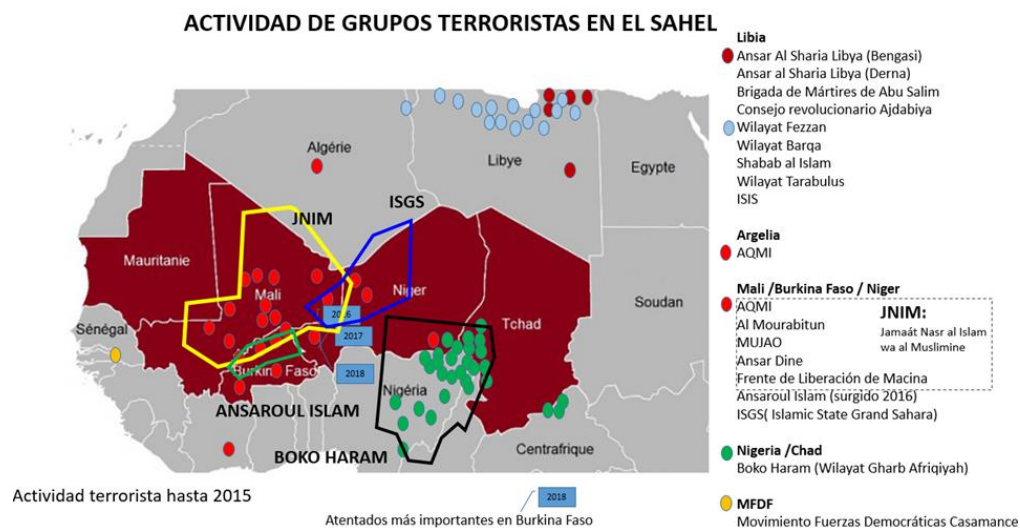 ACTIVIDAD DE GRUPOS TERRORISTAS EN EL SAHEL
Algérie
Libye
Egypte
JNIM
ISGS
Mauritanie
Mali
Niger
Tchad
Soudan
Sénégal
2016
2017
2018
Burkina Faso
Nigéria
ANSAROUL ISLAM
BOKO HARAM
Centrafrique
Actividad terrorista hasta 2015
2018
Atentados más importantes en Burkina Faso
Libia
Ansar Al Sharia Libya (Bengasi)
Ansar al Sharia Libya (Derna)
Brigada de Mártires de Abu Salim
Consejo revolucionario Ajdabiya
Wilayat Fezzan
Wilayat Barqa
Shabab al Islam
Wilayat Tarabulus
ISIS
Argelia
AQMI
Mali /Burkina Faso / Niger
AQMI
Al Mourabitun
MUJAO
Ansar Dine
Frente de Liberación de Macina
JNIM:
Jamaát Nasr al Islam
wa al Muslimine
Ansaroul Islam (surgido 2016)
ISGS( Islamic State Grand Sahara)
Nigeria /Chad
Boko Haram (Wilayat Gharb Afriqiyah)
MFDF
Movimiento Fuerzas Democráticas Casamance